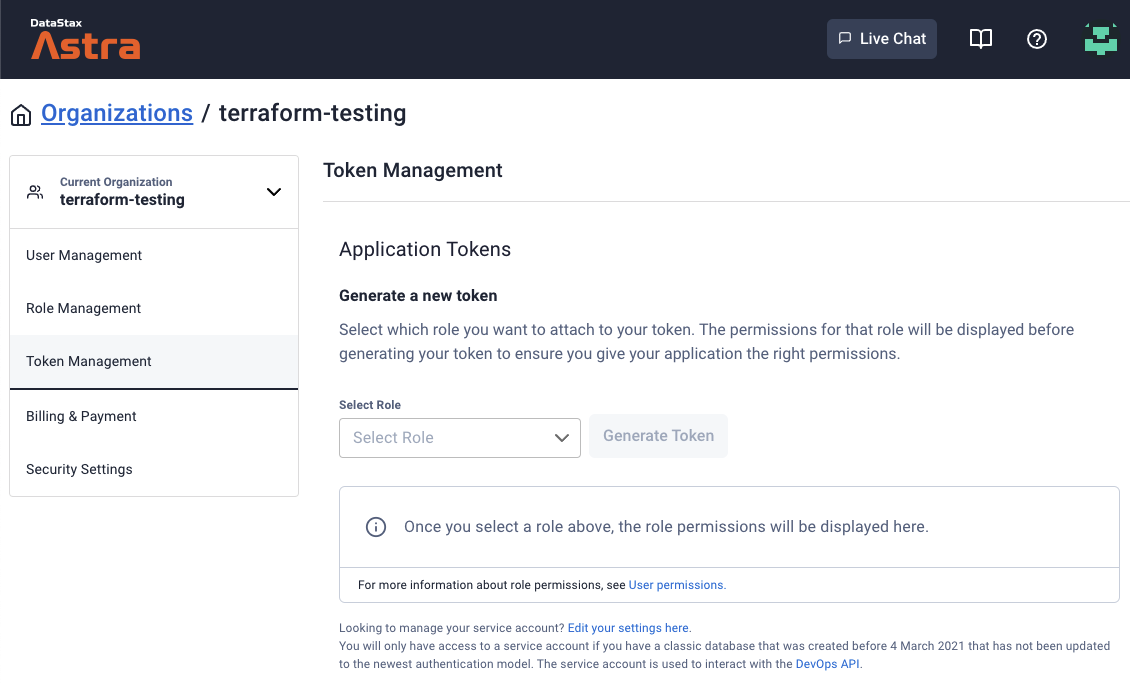 DataStax
Astra
Live Chat
Organizations / terraform-testing
Current Organization
terraform-testing
User Management
Role Management
Token Management
Billing & Payment
Security Settings
Token Management
Application Tokens
Generate a new token
Select which role you want to attach to your token. The permissions for that role will be displayed before
generating your token to ensure you give your application the right permissions.
Select Role
Select Role
Generate Token
Once you select a role above, the role permissions will be displayed here.
For more information about role permissions, see User permissions.
Looking to manage your service account? Edit your settings here.
You will only have access to a service account if you have a classic database that was created before 4 March 2021 that has not been updated
to the newest authentication model. The service account is used to interact with the DevOps API.